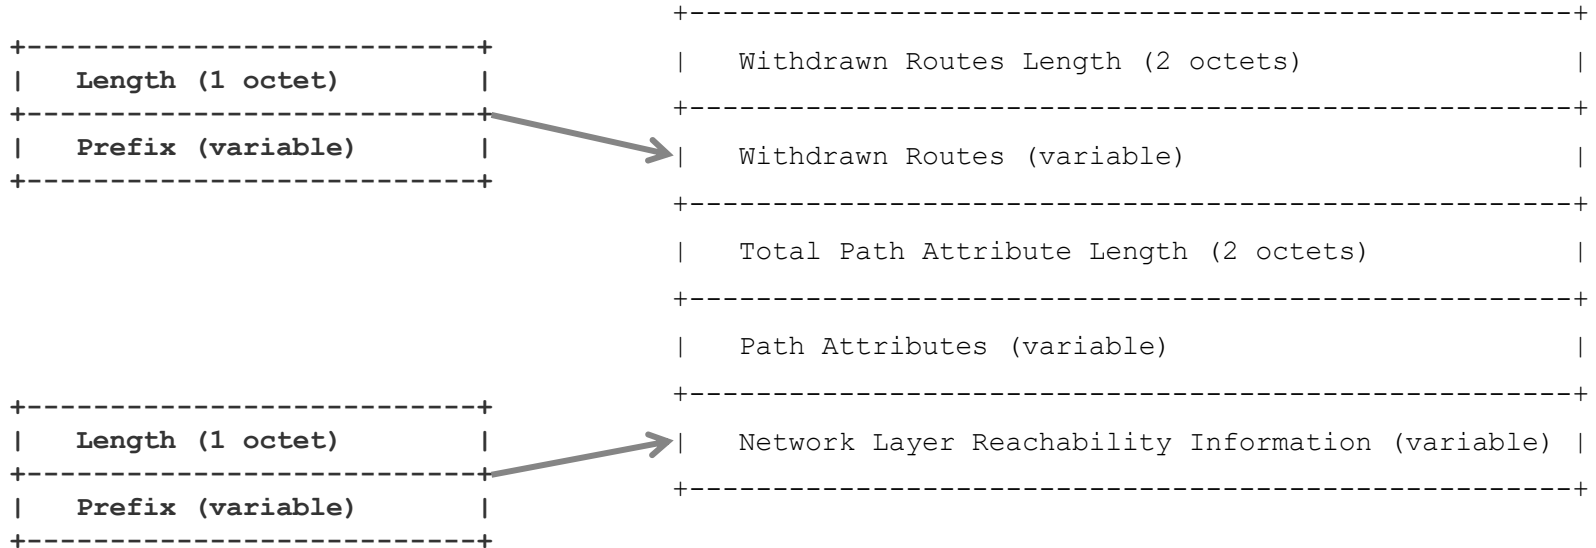 +----------------------------+
|   Length (1 octet)         |
+----------------------------+
|   Prefix (variable)        |
+----------------------------+
+-----------------------------------------------------+
|   Withdrawn Routes Length (2 octets)                |
+-----------------------------------------------------+
|   Withdrawn Routes (variable)                       |
+-----------------------------------------------------+
|   Total Path Attribute Length (2 octets)            |
+-----------------------------------------------------+
|   Path Attributes (variable)                        |
+-----------------------------------------------------+
|   Network Layer Reachability Information (variable) |
+-----------------------------------------------------+
+----------------------------+
|   Length (1 octet)         |
+----------------------------+
|   Prefix (variable)        |
+----------------------------+